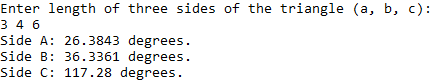 Enter length of three sides of the triangle (a, b, c):
3 4 6
Side A: 26.3843 degrees.
Side B: 36.3361 degrees.
Side C: 117.28 degrees.